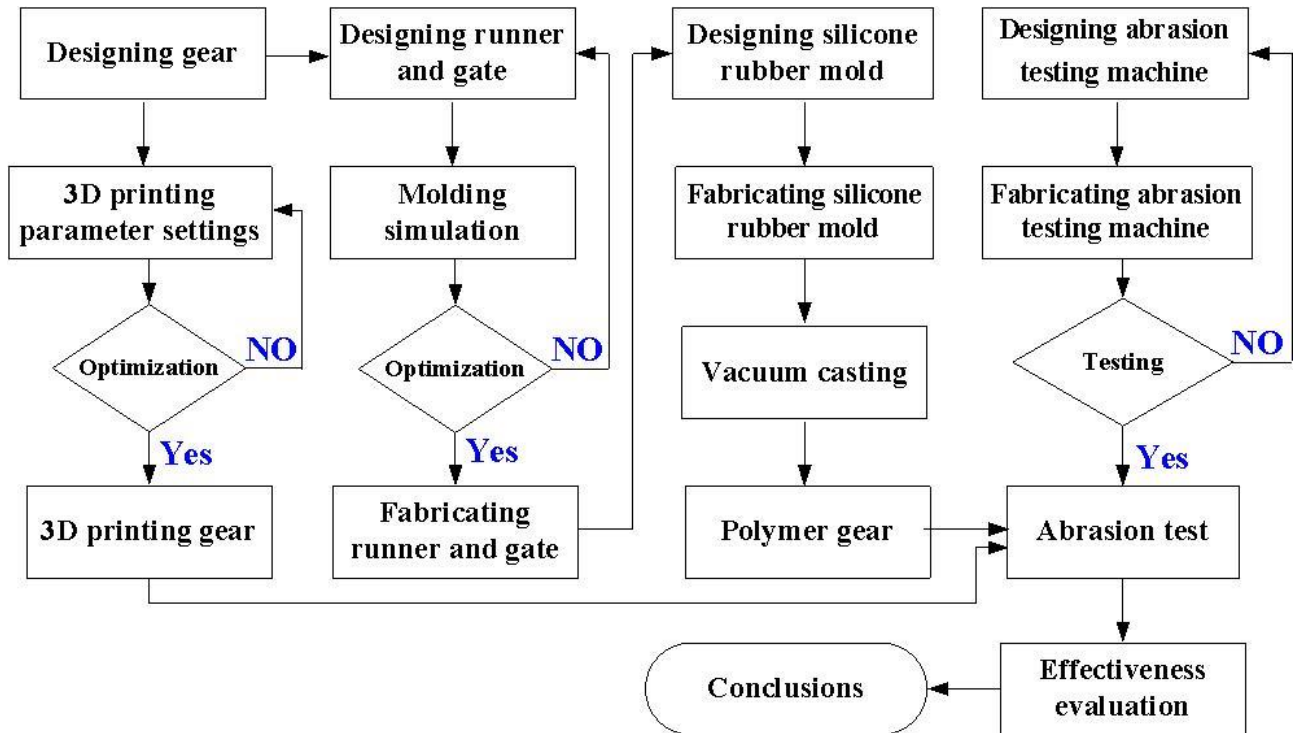 Designing gear
Designing runner
and gate
Designing silicone
rubber mold
Designing abrasion
testing machine
3D printing
parameter settings
Molding
simulation
Fabricating silicone
rubber mold
Fabricating abrasion
testing machine
Optimization
NO
Optimization
NO
Vacuum casting
Testing
NO
Yes
Yes
Yes
3D printing gear
Fabricating
runner and gate
Polymer gear
Abrasion test
Conclusions
Effectiveness
evaluation